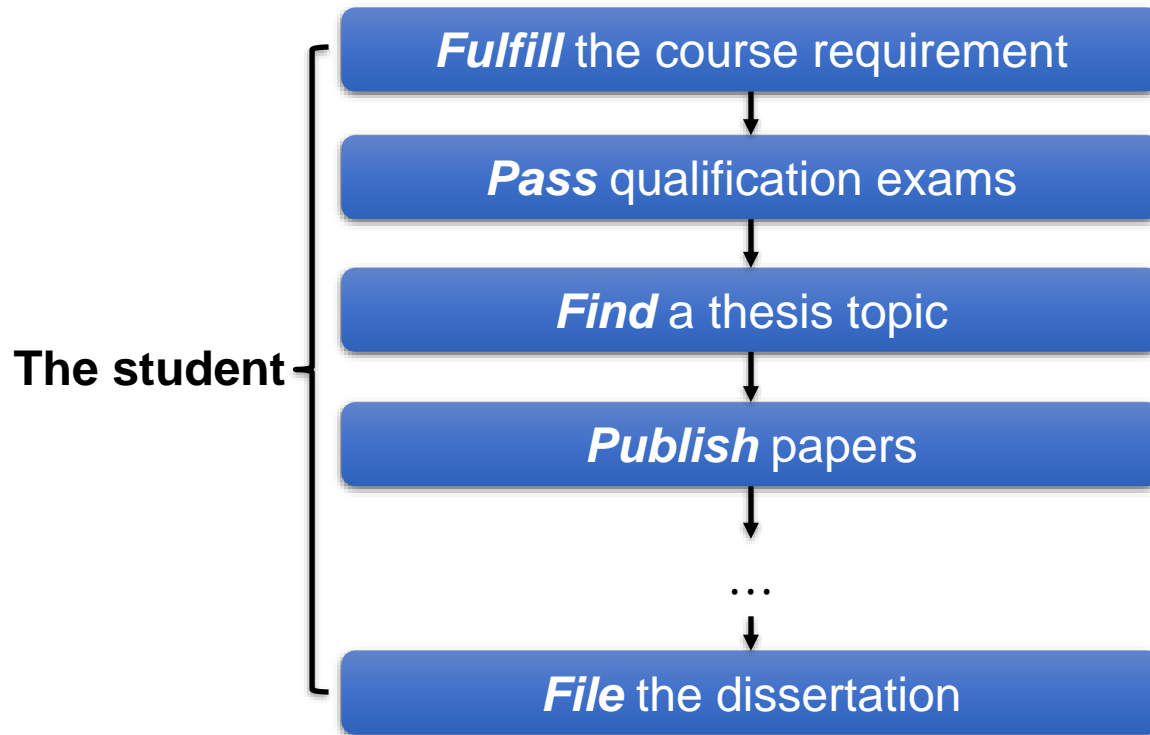 Fulfill the course requirement
Pass qualification exams
Find a thesis topic
The student
Publish papers
...
File the dissertation